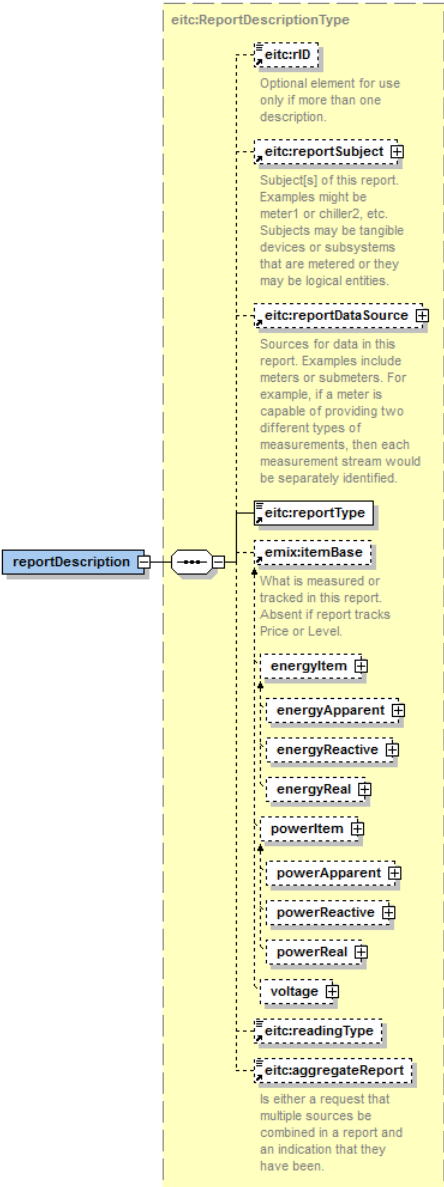 eitc:ReportDescriptionType
eitc:rID
Optional element for use
only if more than one
description.
eitc:reportSubject
Subject[s] of this report.
Examples might be
meter1 or chiller2, etc.
Subjects may be tangible
devices or subsystems
that are metered or they
may be logical entities.
eitc:reportDataSource
Sources for data in this
report. Examples include
meters or submeters. For
example, if a meter is
capable of providing two
different types of
measurements, then each
measurement stream would
be separately identified.
eitc:reportType
reportDescription
emix:itemBase
What is measured or
tracked in this report.
Absent if report tracks
Price or Level.
energyItem
energyApparent
energyReactive
energyReal
powerItem
powerApparent
powerReactive
powerReal
voltage
eitc:readingType
eitc:aggregateReport
Is either a request that
multiple sources be
combined in a report and
an indication that they
have been.